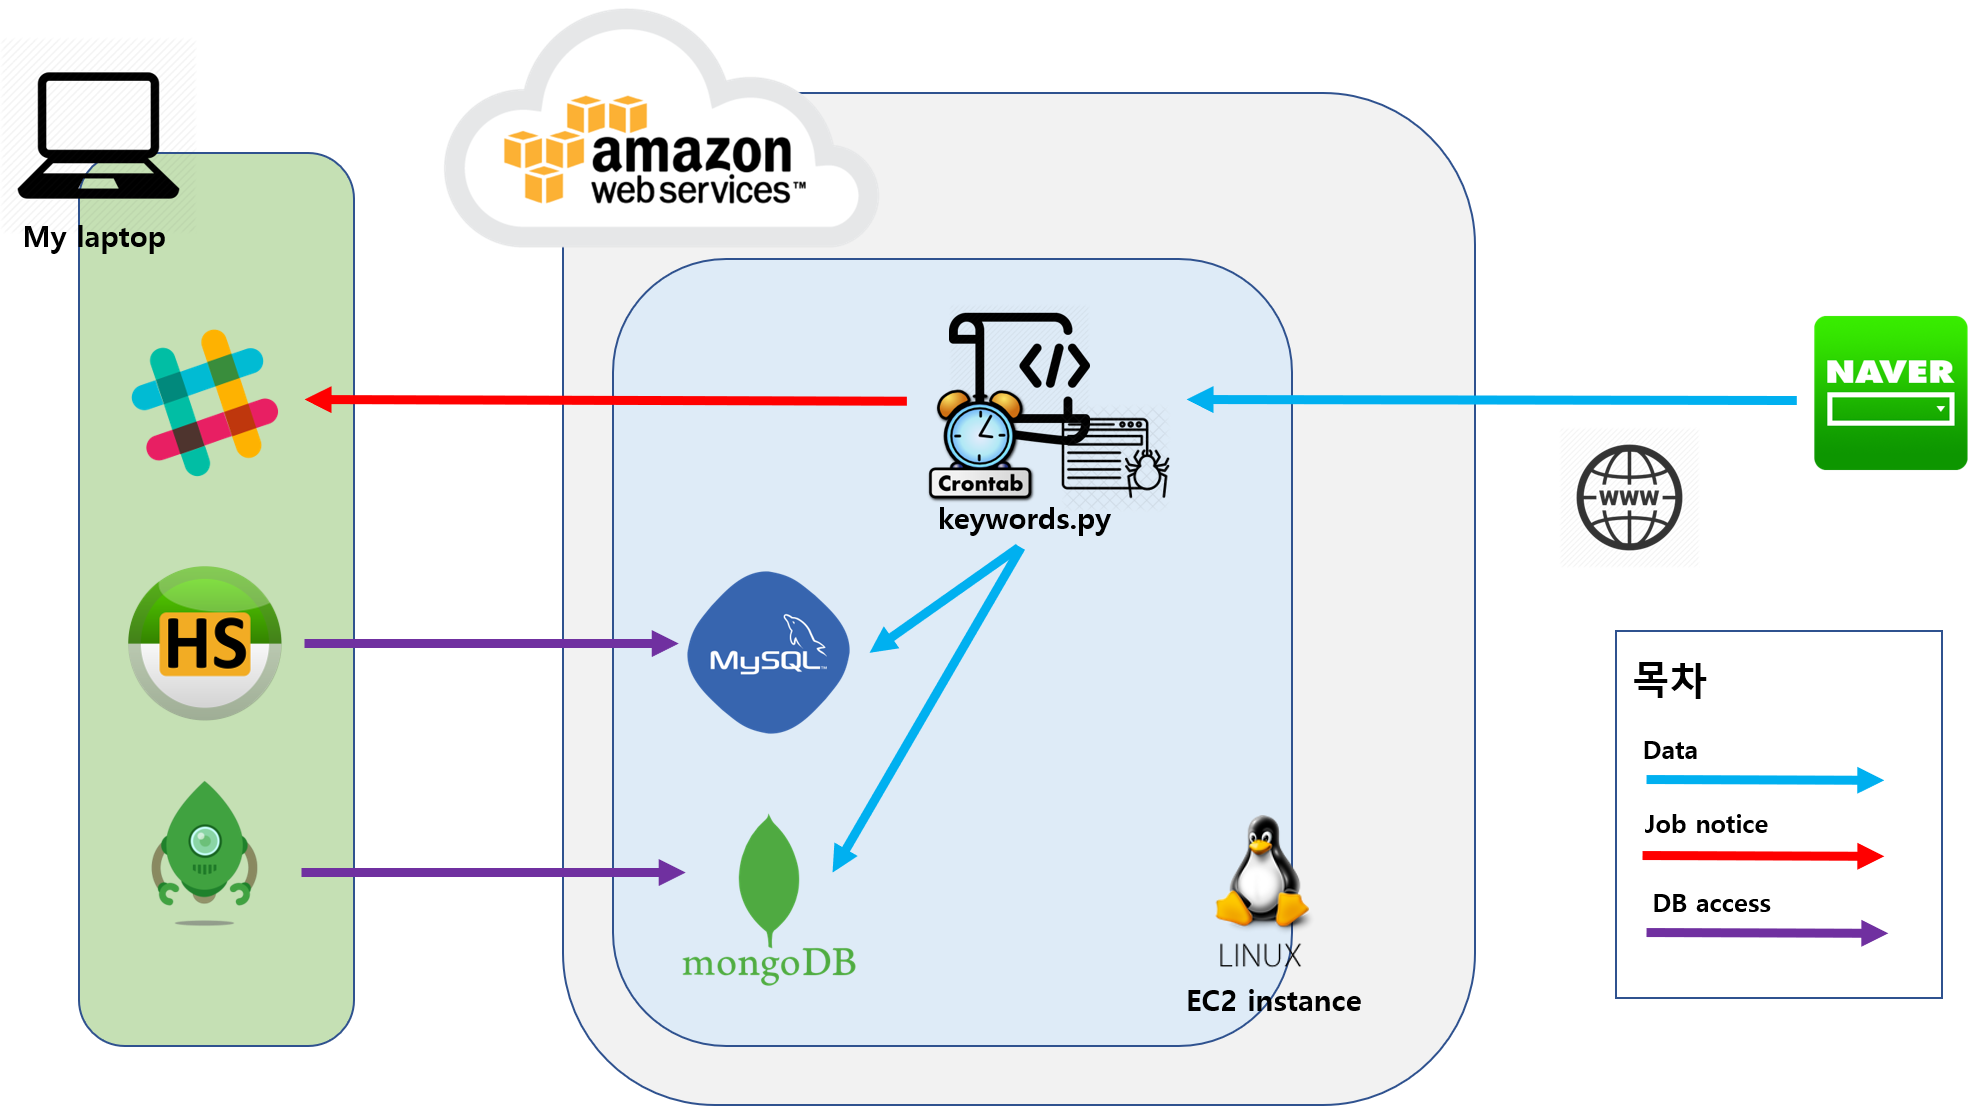 My laptop
amazon
web services™
</>
Crontab
keywords.py
NAVER
WWW
HS
MySQL™
mongoDB
LINUX
EC2 instance
목차
Data
Job notice
DB access